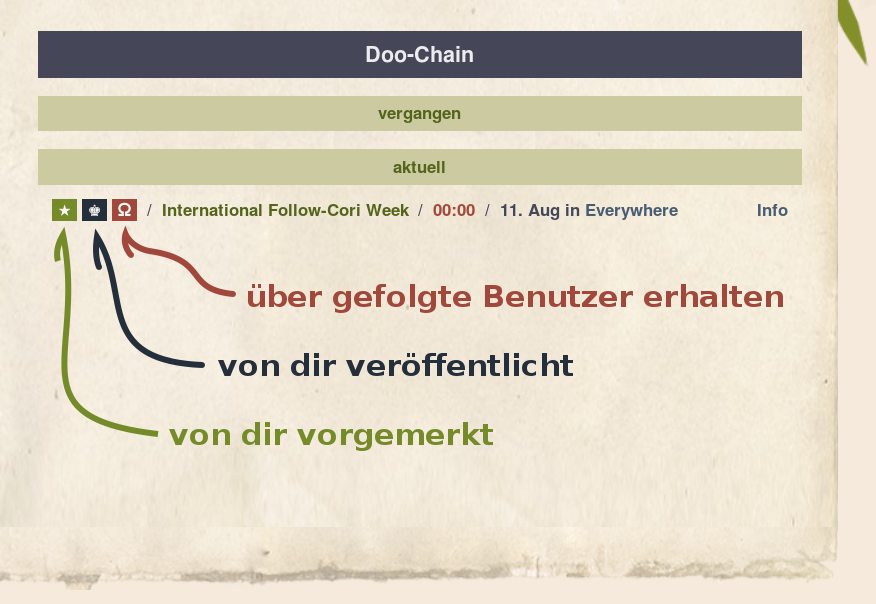 Doo-Chain
vergangen
aktuell
★ ♚ Ω / International Follow-Cori Week / 00:00 / 11. Aug in Everywhere Info
über gefolgte Benutzer erhalten
von dir veröffentlicht
von dir vorgemerkt